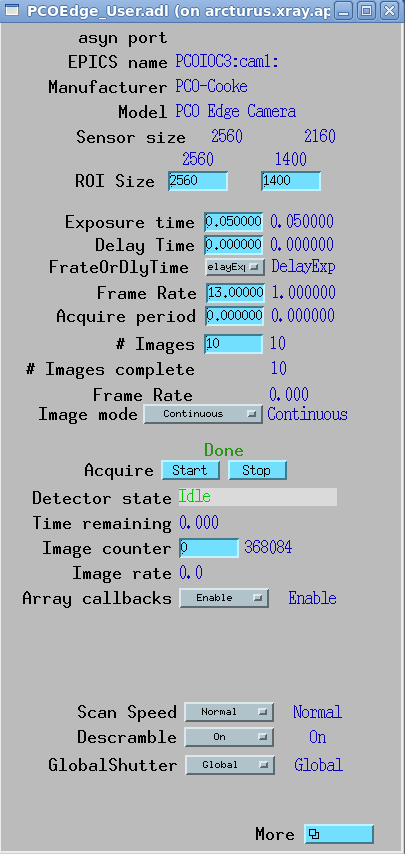 PCOEdge_User.adl (on arcturus.xray.ap
asyn port
EPICS name PCOIOC3:cam1:
Manufacturer PCO-Cooke
Model PCO Edge Camera
Sensor size 2560 2160
2560 1400
ROI Size 2560 1400
Exposure time 0.050000 0.050000
Delay Time 0.000000 0.000000
FrateOrDlyTime elayExp DelayExp
Frame Rate 13.00000 1.000000
Acquire period 0.000000 0.000000
# Images 10 10
# Images complete 10
Frame Rate 0.000
Image mode Continuous Continuous
Done
Acquire Start Stop
Detector state Idle
Time remaining 0.000
Image counter 0 368084
Image rate 0.0
Array callbacks Enable Enable
Scan Speed Normal Normal
Descramble On On
GlobalShutter Global Global
More